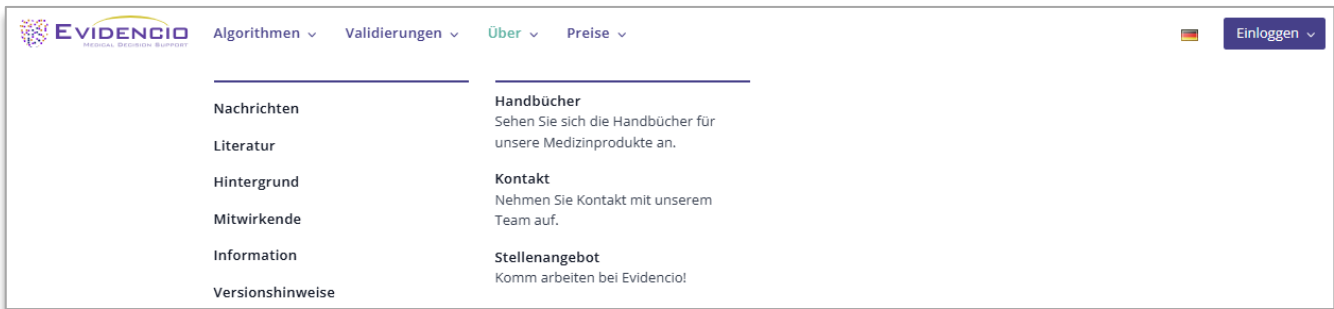 EVIDENCIO
MEDICAL DECISION SUPPORT
Algorithmen
Validierungen
Über
Preise
Einloggen
Nachrichten
Literatur
Hintergrund
Mitwirkende
Information
Versionshinweise
Handbücher
Sehen Sie sich die Handbücher für
unsere Medizinprodukte an.
Kontakt
Nehmen Sie Kontakt mit unserem
Team auf.
Stellenangebot
Komm arbeiten bei Evidencio!